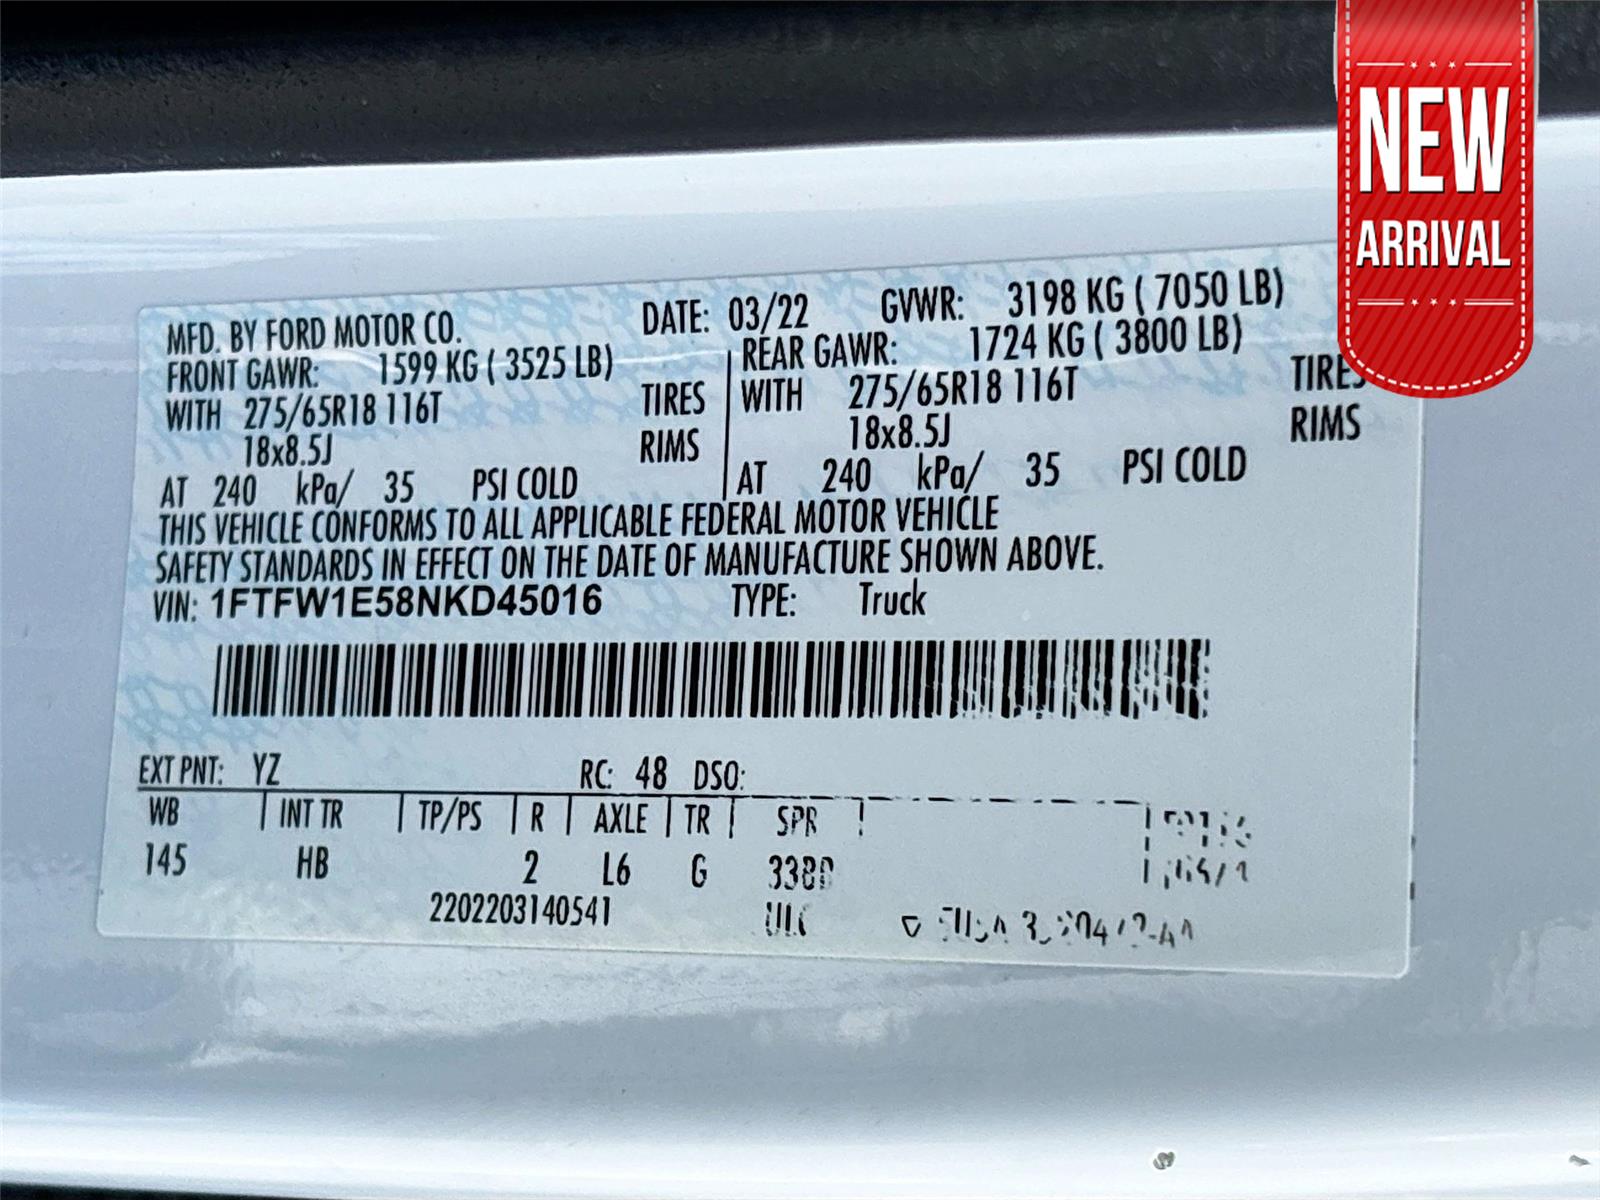 NEW
ARRIVAL
MFD. BY FORD MOTOR CO. DATE: 03/22 GVWR: 3198 KG ( 7050 LB)
FRONT GAWR: 1599 KG ( 3525 LB) REAR GAWR: 1724 KG ( 3800 LB)
WITH 275/65R18 116T TIRES WITH 275/65R18 116T TIRES
18x8.5J RIMS 18x8.5J RIMS
AT 240 kPa/ 35 PSI COLD AT 240 kPa/ 35 PSI COLD
THIS VEHICLE CONFORMS TO ALL APPLICABLE FEDERAL MOTOR VEHICLE
SAFETY STANDARDS IN EFFECT ON THE DATE OF MANUFACTURE SHOWN ABOVE.
VIN: 1FTFW1E58NKD45016 TYPE: Truck
EXT PNT: YZ RC: 48 DSO:
WB INT TR TP/PS R AXLE TR SPR
145 HB 2 L6 G
2202203140541